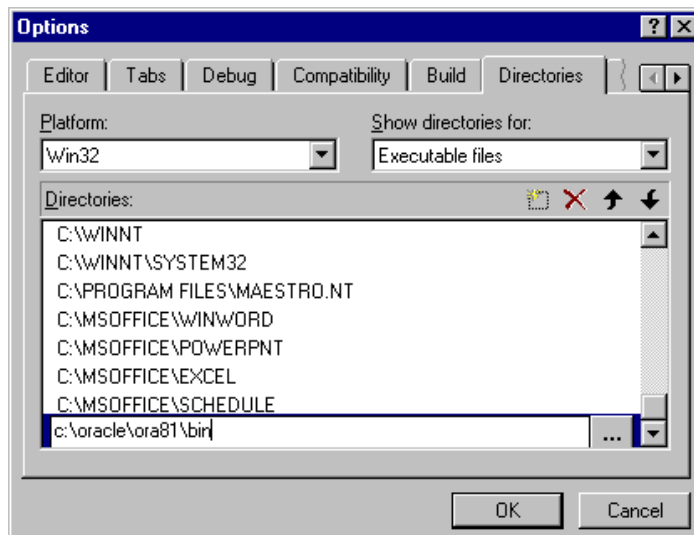 Options
Editor Tabs Debug Compatibility Build Directories
Platform: Show directories for:
Win32 Executable files
Directories:
C:\WINNT
C:\WINNT\SYSTEM32
C:\PROGRAM FILES\MAESTRO.NT
C:\MSOFFICE\WINWORD
C:\MSOFFICE\POWERPNT
C:\MSOFFICE\EXCEL
C:\MSOFFICE\SCHEDULE
c:\oracle\ora81\bin ...
OK Cancel